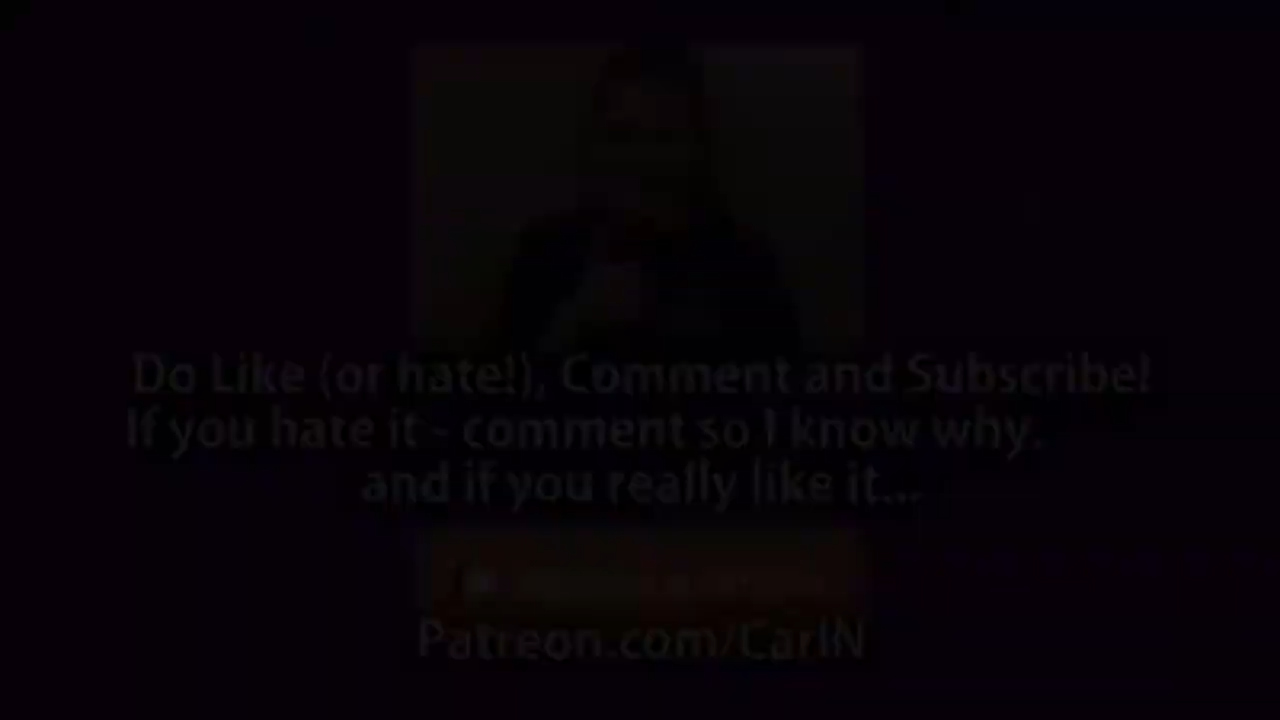 Do Like (or hate!), Comment and Subscribe!
If you hate it - comment so I know why.
and if you really like it...
Patreon.com/CarlN